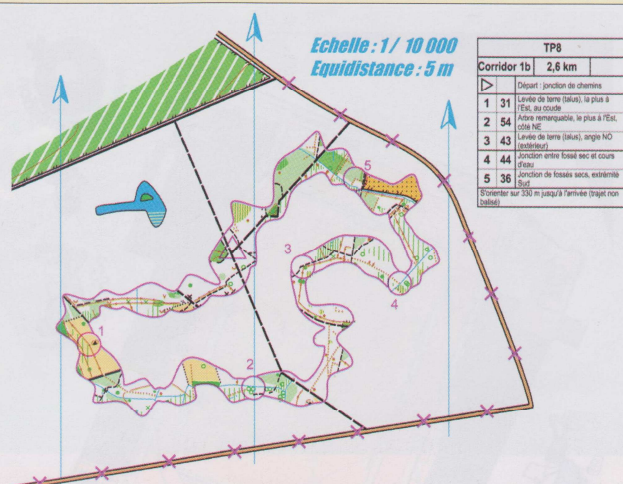 Echelle : 1 / 10 000
Equidistance : 5 m
TP8
Corridor 1b 2,6 km
Départ : jonction de chemins
1 31 Levée de terre (talus), la plus à l'Est, au coude
2 54 Arbre remarquable, le plus à l'Est, côté NE
3 43 Levée de terre (talus), angle NO (extérieur)
4 44 Jonction entre fossé sec et cours d'eau
5 36 Jonction de fossés secs, extrémité Sud
S'orienter sur 330 m jusqu'à l'arrivée (trajet non balisé)
5
3
4
1
2